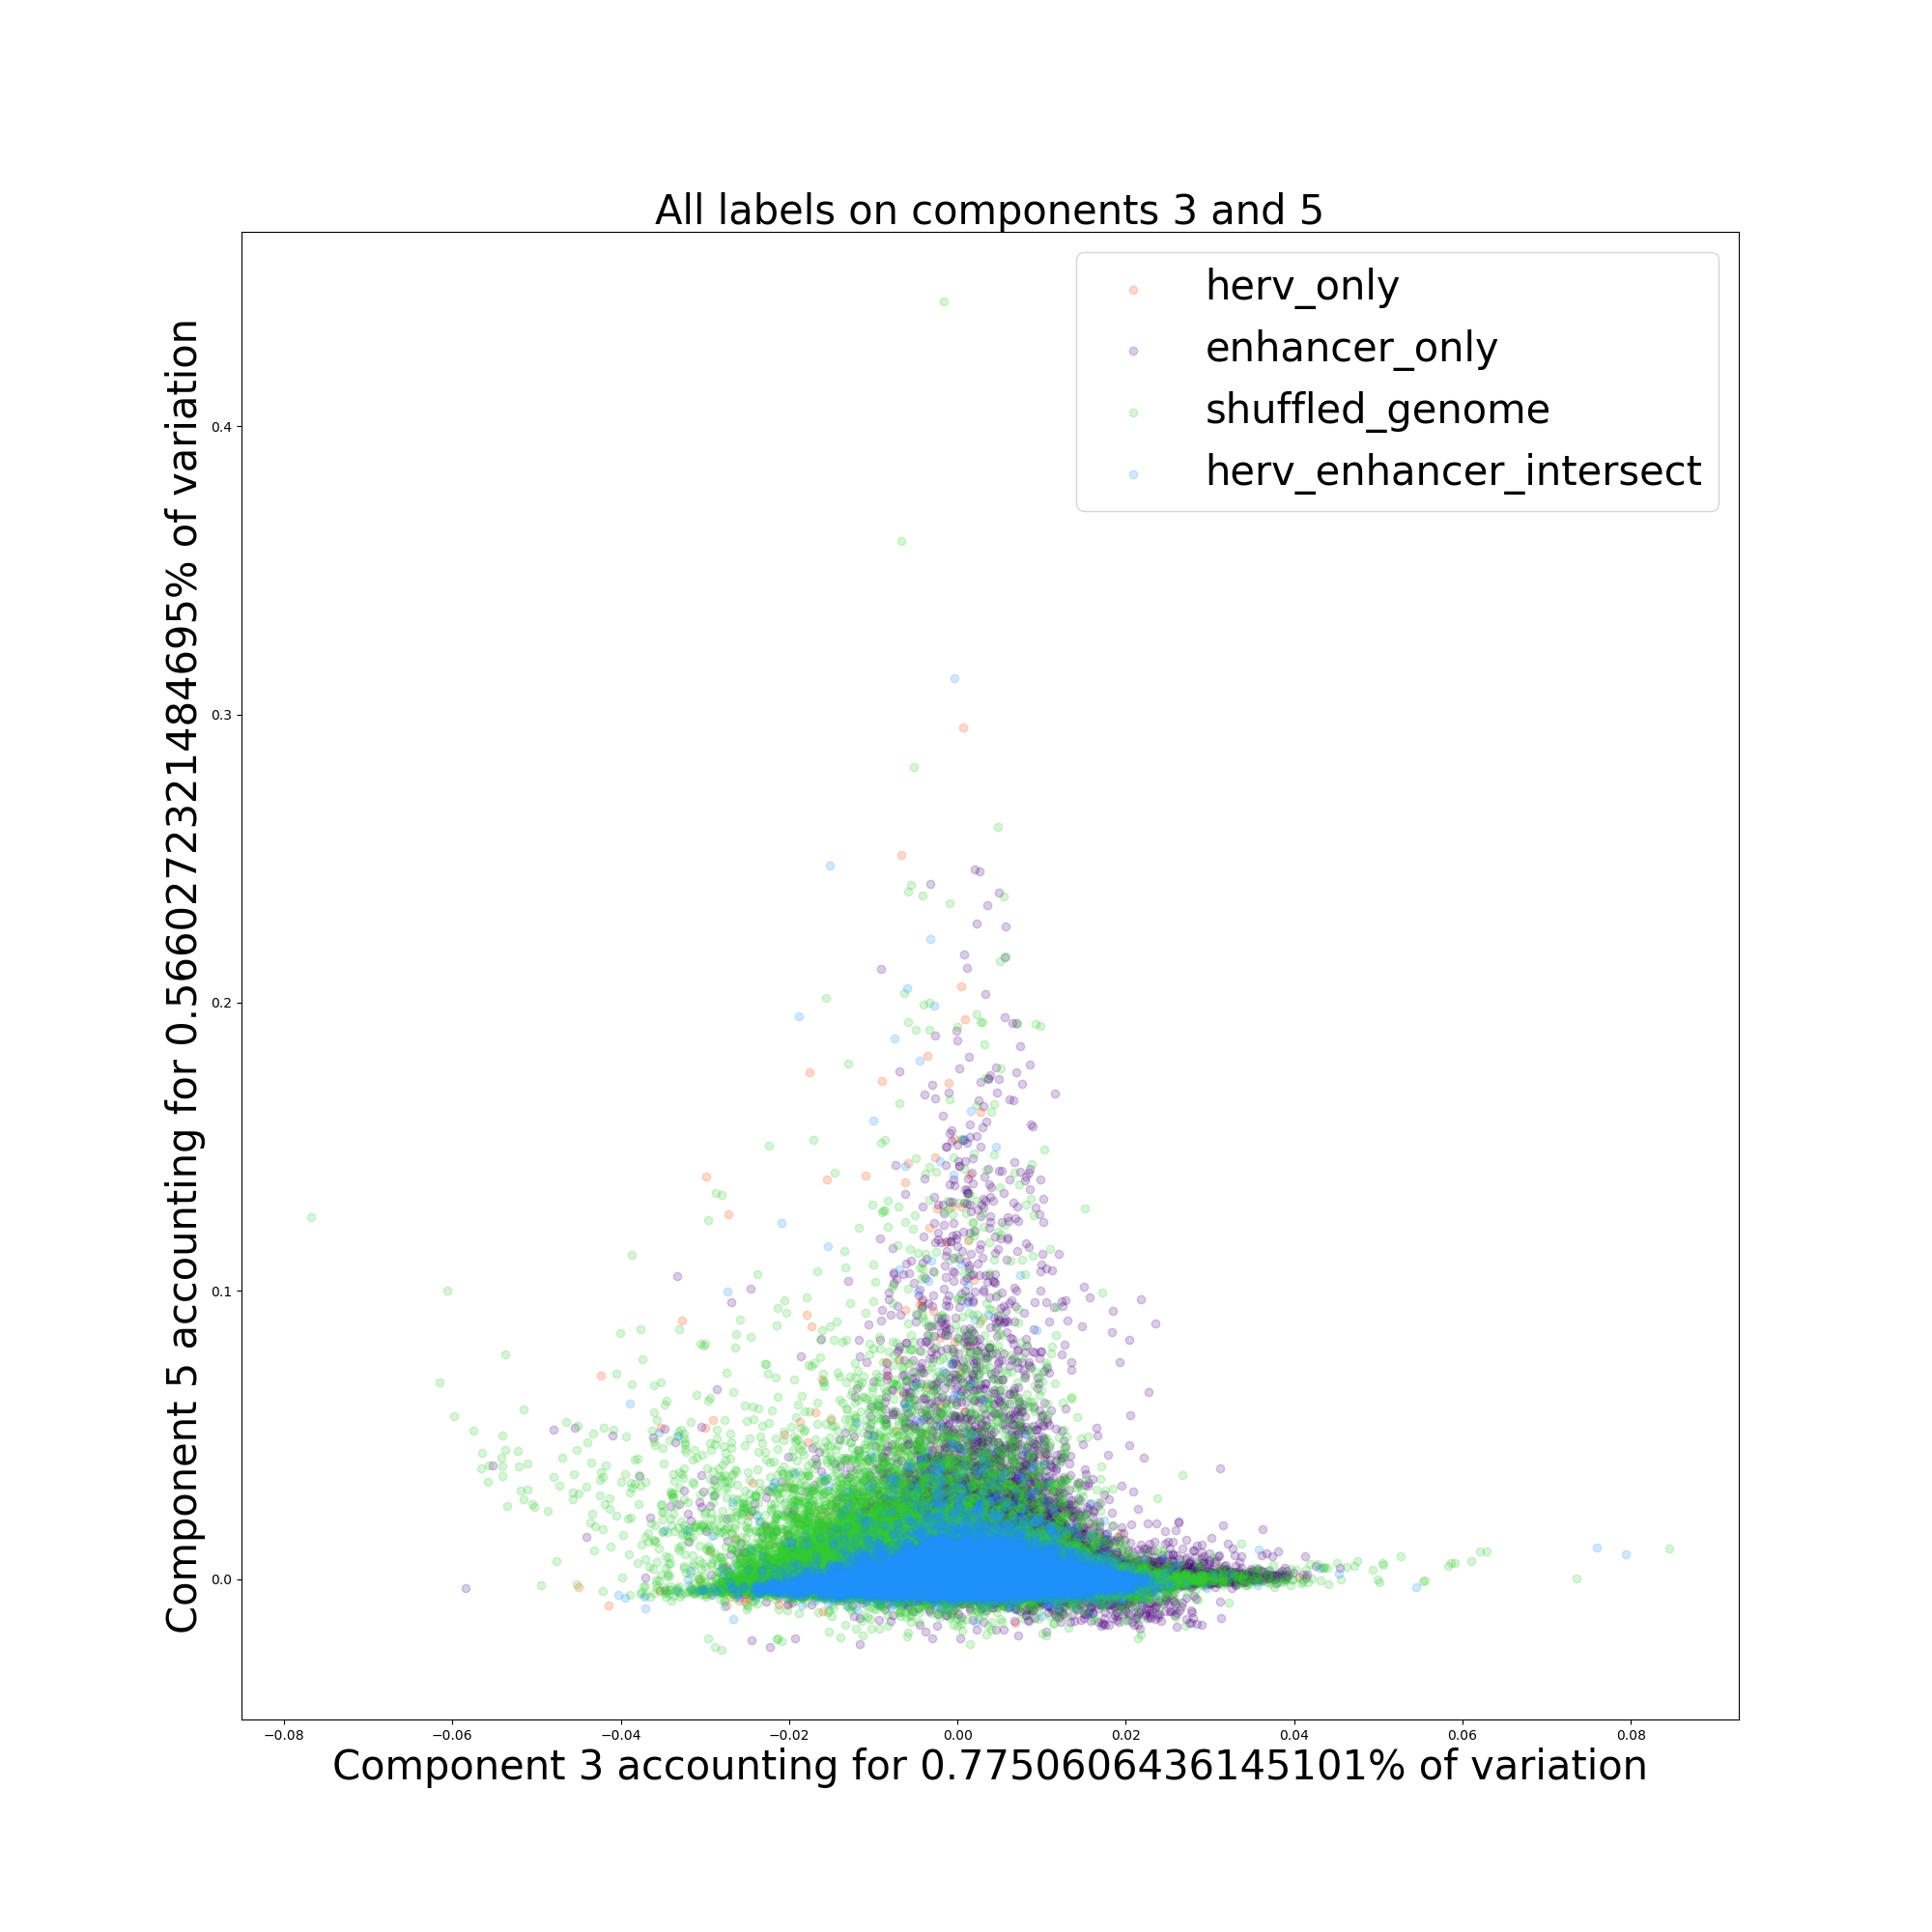 All labels on components 3 and 5
herv_only
enhancer_only
shuffled_genome
herv_enhancer_intersect
Component 5 accounting for 0.5660272321484695% of variation
0.4
0.3
0.2
0.1
0.0
−0.08
−0.06
−0.04
−0.02
0.00
0.02
0.04
0.06
0.08
Component 3 accounting for 0.7750606436145101% of variation